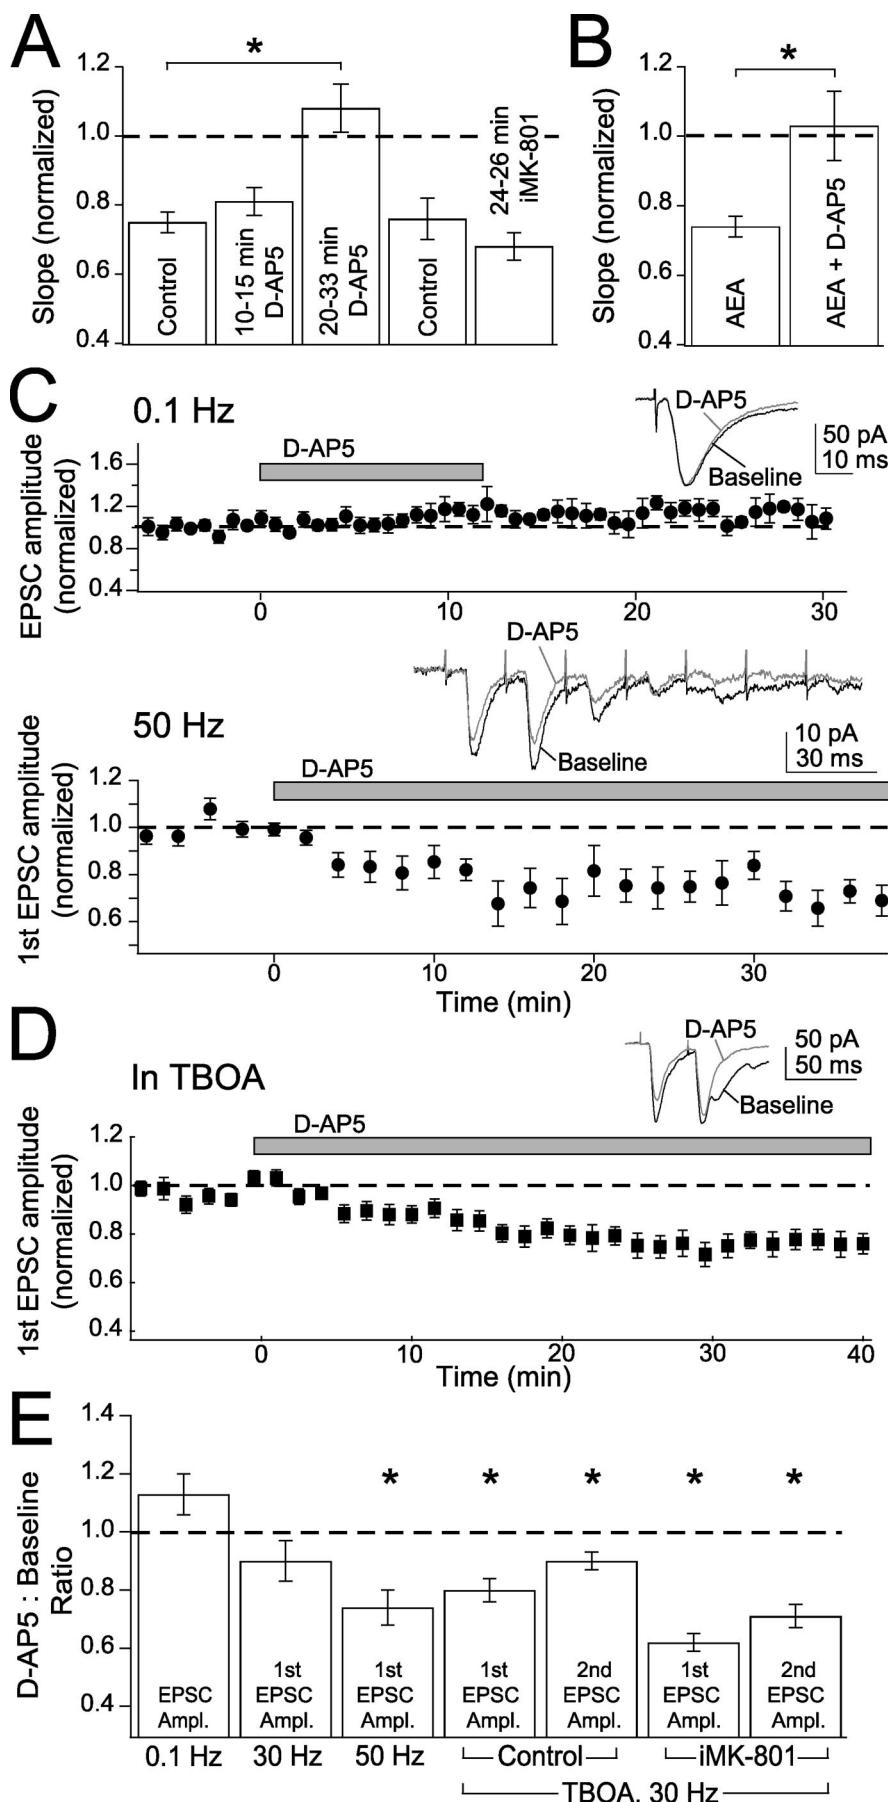 A
Slope (normalized)
1.2
1.0
0.8
0.6
0.4
*
Control
10-15 min
D-AP5
20-33 min
D-AP5
Control
24-26 min
iMK-801
B
Slope (normalized)
1.2
1.0
0.8
0.6
0.4
*
AEA
AEA + D-AP5
C
0.1 Hz
EPSC amplitude
(normalized)
1.6
1.2
0.8
0.4
D-AP5
D-AP5
Baseline
50 pA
10 ms
0
10
20
30
50 Hz
1st EPSC amplitude
(normalized)
1.2
1.0
0.8
0.6
D-AP5
D-AP5
Baseline
10 pA
30 ms
0
10
20
30
Time (min)
D
In TBOA
1st EPSC amplitude
(normalized)
1.2
1.0
0.8
0.6
0.4
D-AP5
D-AP5
Baseline
50 pA
50 ms
0
10
20
30
40
Time (min)
E
D-AP5 : Baseline
Ratio
1.4
1.2
1.0
0.8
0.6
0.4
* * * * *
EPSC
Ampl.
1st
EPSC
Ampl.
1st
EPSC
Ampl.
1st
EPSC
Ampl.
2nd
EPSC
Ampl.
1st
EPSC
Ampl.
2nd
EPSC
Ampl.
0.1 Hz
30 Hz
50 Hz
Control
iMK-801
TBOA, 30 Hz